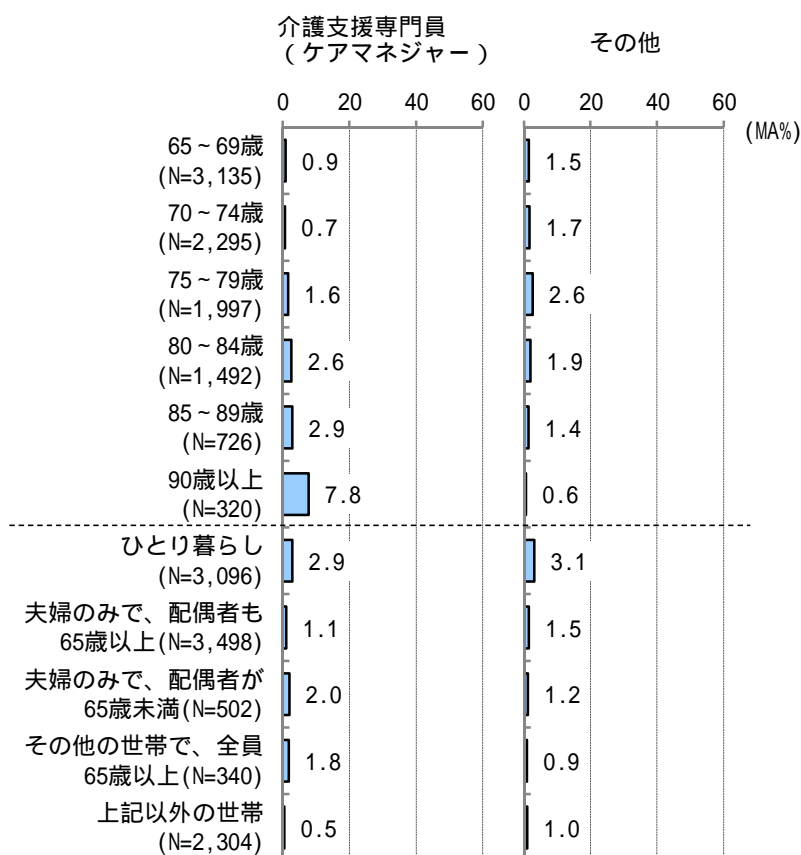 介護支援専門員
（ケアマネジャー）
その他
0 20 40 60
0 20 40 60
(MA%)
65～69歳
(N=3,135)
0.9
1.5
70～74歳
(N=2,295)
0.7
1.7
75～79歳
(N=1,997)
1.6
2.6
80～84歳
(N=1,492)
2.6
1.9
85～89歳
(N=726)
2.9
1.4
90歳以上
(N=320)
7.8
0.6
ひとり暮らし
(N=3,096)
2.9
3.1
夫婦のみで、配偶者も
65歳以上(N=3,498)
1.1
1.5
夫婦のみで、配偶者が
65歳未満(N=502)
2.0
1.2
その他の世帯で、全員
65歳以上(N=340)
1.8
0.9
上記以外の世帯
(N=2,304)
0.5
1.0